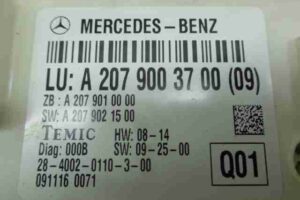 MERCEDES-BENZ
LU: A 207 900 37 00 (09)
ZB : A 207 901 00 00
SW: A 207 902 15 00
TEMIC HW: 08-14
Diag: 000B SW: 09-25-00
28-4002-0110-3-00
091116 0071
Q01